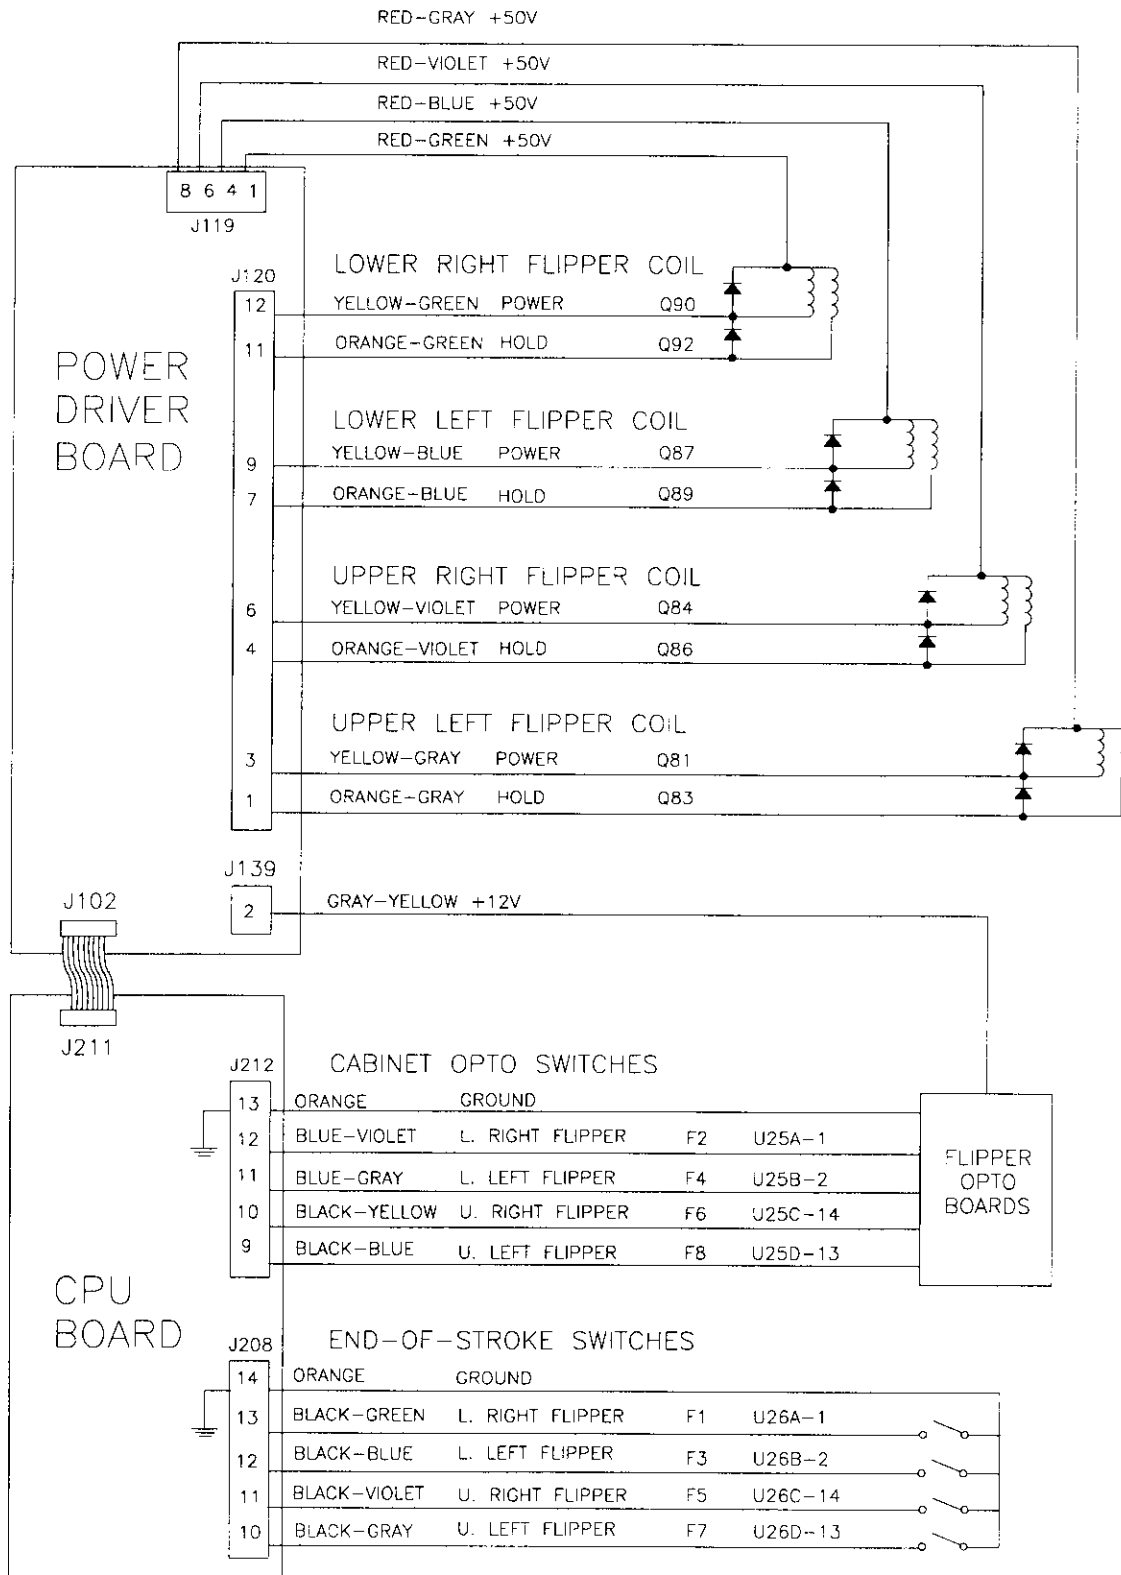 RED-GRAY +50V
RED-VIOLET +50V
RED-BLUE +50V
RED-GREEN +50V
8 6 4 1
J119
J120
LOWER RIGHT FLIPPER COIL
12 YELLOW-GREEN POWER Q90
11 ORANGE-GREEN HOLD Q92
POWER
DRIVER
BOARD
LOWER LEFT FLIPPER COIL
9 YELLOW-BLUE POWER Q87
7 ORANGE-BLUE HOLD Q89
UPPER RIGHT FLIPPER COIL
6 YELLOW-VIOLET POWER Q84
4 ORANGE-VIOLET HOLD Q86
UPPER LEFT FLIPPER COIL
3 YELLOW-GRAY POWER Q81
1 ORANGE-GRAY HOLD Q83
J139
2 GRAY-YELLOW +12V
J102
J211
J212 CABINET OPTO SWITCHES
13 ORANGE GROUND
12 BLUE-VIOLET L. RIGHT FLIPPER F2 U25A-1
11 BLUE-GRAY L. LEFT FLIPPER F4 U25B-2
10 BLACK-YELLOW U. RIGHT FLIPPER F6 U25C-14
9 BLACK-BLUE U. LEFT FLIPPER F8 U25D-13
FLIPPER
OPTO
BOARDS
CPU
BOARD
J208 END-OF-STROKE SWITCHES
14 ORANGE GROUND
13 BLACK-GREEN L. RIGHT FLIPPER F1 U26A-1
12 BLACK-BLUE L. LEFT FLIPPER F3 U26B-2
11 BLACK-VIOLET U. RIGHT FLIPPER F5 U26C-14
10 BLACK-GRAY U. LEFT FLIPPER F7 U26D-13